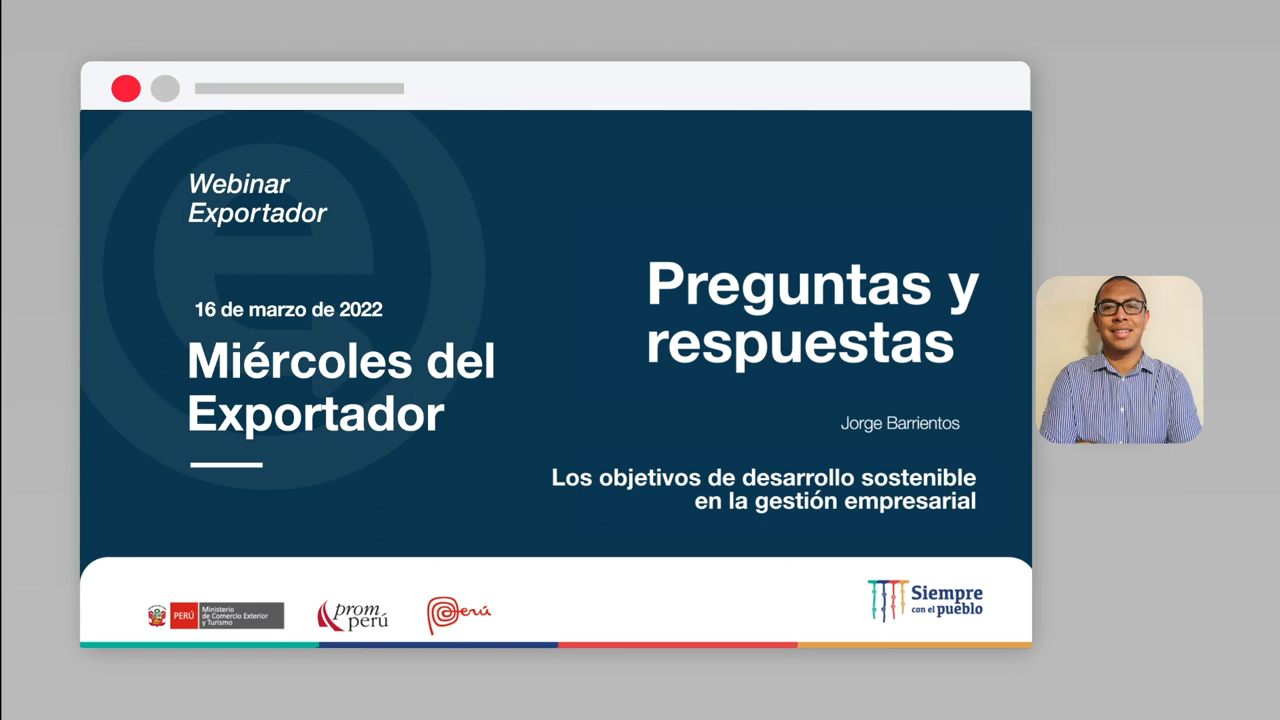 Webinar
Exportador
16 de marzo de 2022
Miércoles del
Exportador
Preguntas y
respuestas
Jorge Barrientos
Los objetivos de desarrollo sostenible
en la gestión empresarial
PERÚ
Ministerio
de Comercio Exterior
y Turismo
prom
perú
Perú
Siempre
con el pueblo